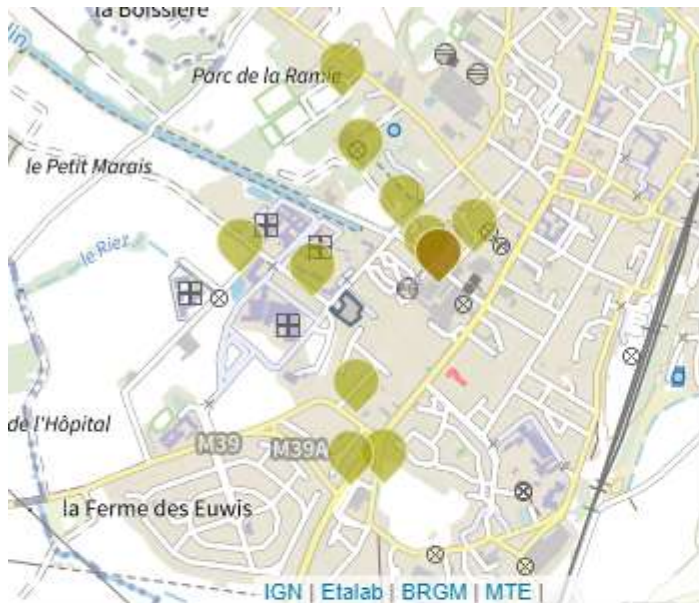 la Boissière
Parc de la Ramie
le Petit Marais
le Riez
de l'Hôpital
M39
M39A
la Ferme des Euwis
IGN | Etalab | BRGM | MTE |